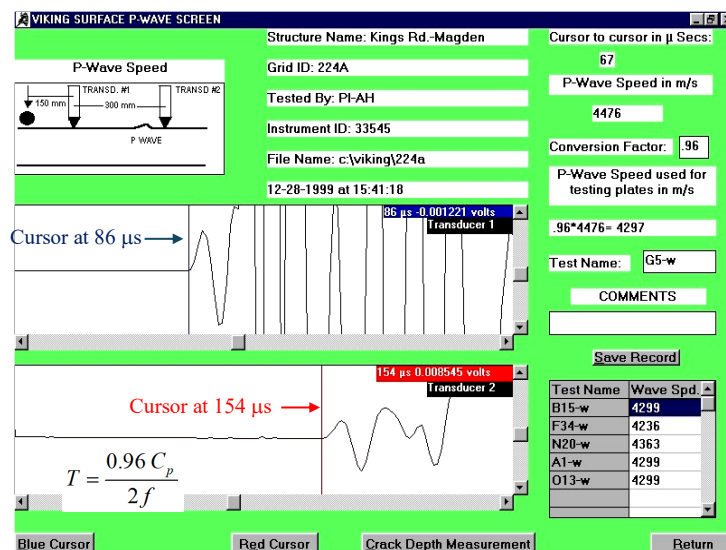 VIKING SURFACE P-WAVE SCREEN
Structure Name: Kings Rd.-Magden
Grid ID: 224A
Tested By: PI-AH
Instrument ID: 33545
File Name: c:\viking\224a
12-28-1999 at 15:41:18
P-Wave Speed
TRANSD. #1
TRANSD #2
150 mm
300 mm
P WAVE
Cursor to cursor in µ Secs:
67
P-Wave Speed in m/s
4476
Conversion Factor: .96
P-Wave Speed used for
testing plates in m/s
.96*4476= 4297
Test Name: G5-w
COMMENTS
Save Record
86 µs -0.001221 volts
Transducer 1
Cursor at 86 µs
154 µs 0.008545 volts
Transducer 2
Cursor at 154 µs
T = 0.96 Cp / 2 f
Test Name Wave Spd.
B15-w 4299
F34-w 4236
N20-w 4363
A1-w 4299
O13-w 4299
Blue Cursor
Red Cursor
Crack Depth Measurement
Return